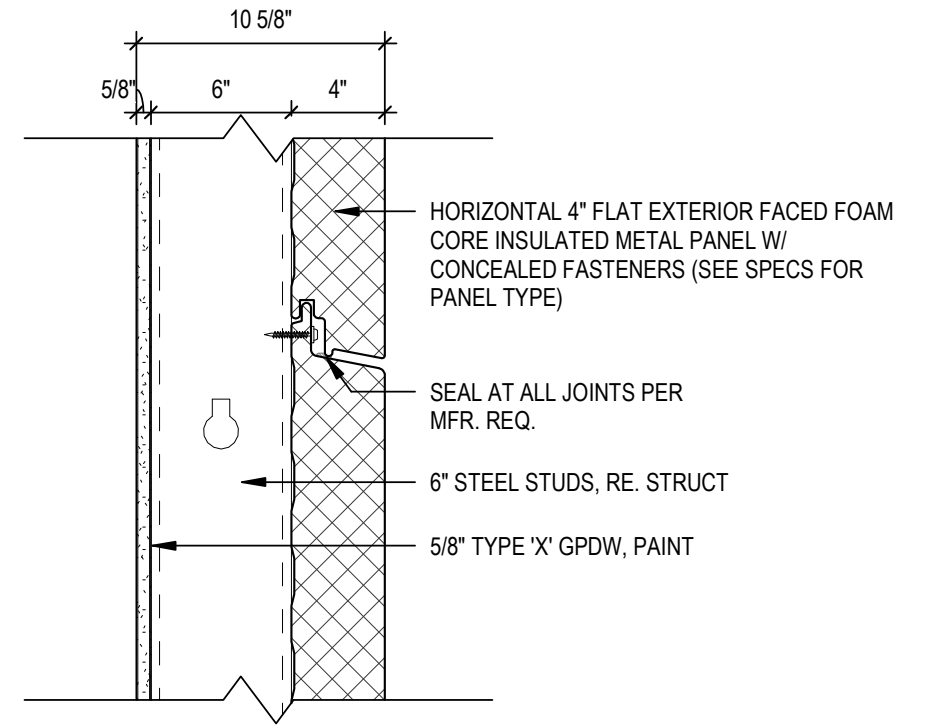 10 5/8"
5/8"
6"
4"
HORIZONTAL 4" FLAT EXTERIOR FACED FOAM
CORE INSULATED METAL PANEL W/
CONCEALED FASTENERS (SEE SPECS FOR
PANEL TYPE)
SEAL AT ALL JOINTS PER
MFR. REQ.
6" STEEL STUDS, RE. STRUCT
5/8" TYPE 'X' GPDW, PAINT